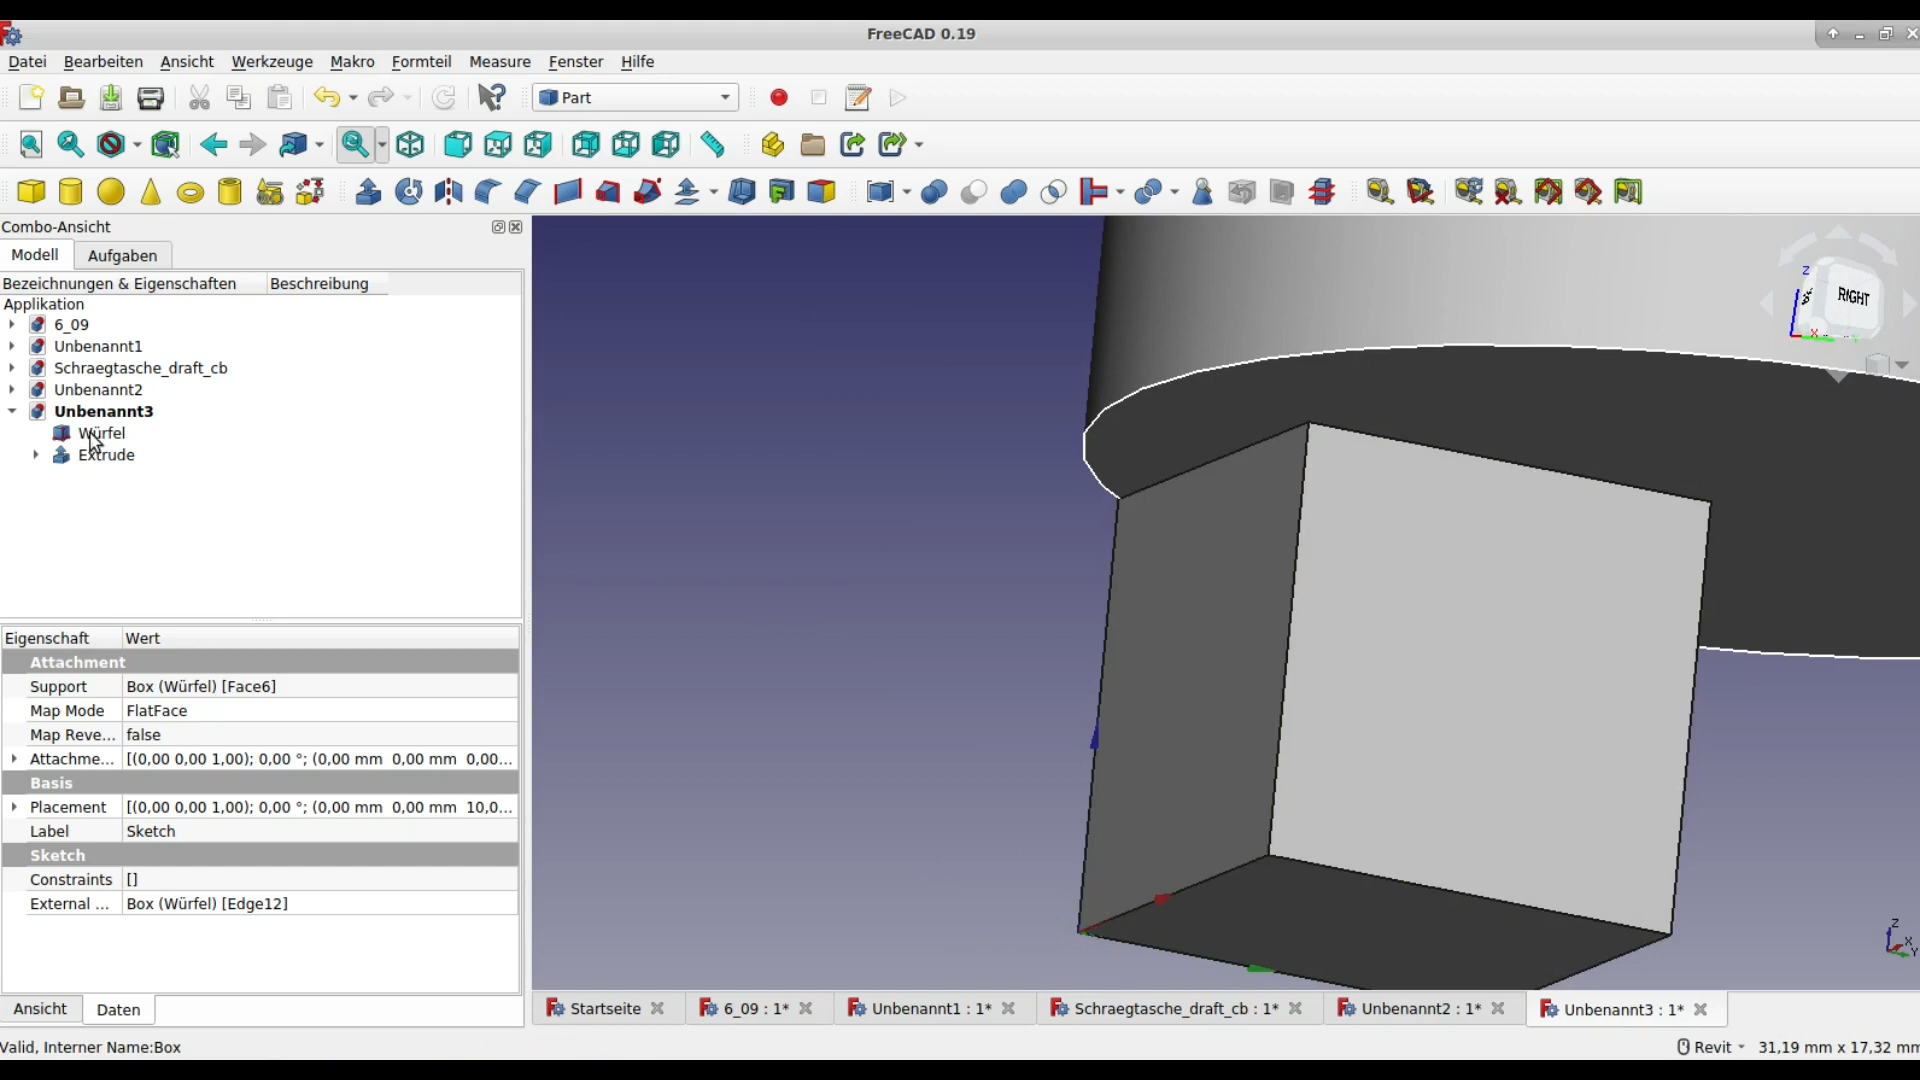 FreeCAD 0.19
Datei Bearbeiten Ansicht Werkzeuge Makro Formteil Measure Fenster Hilfe
Part
Combo-Ansicht
Modell Aufgaben
Bezeichnungen & Eigenschaften Beschreibung
Applikation
6_09
Unbenannt1
Schraegtasche_draft_cb
Unbenannt2
Unbenannt3
Würfel
Extrude
Eigenschaft Wert
Attachment
Support Box (Würfel) [Face6]
Map Mode FlatFace
Map Reve... false
Attachme... [(0,00 0,00 1,00); 0,00 °; (0,00 mm 0,00 mm 0,00...
Basis
Placement [(0,00 0,00 1,00); 0,00 °; (0,00 mm 0,00 mm 10,0...
Label Sketch
Sketch
Constraints []
External ... Box (Würfel) [Edge12]
Ansicht Daten
Z
RIGHT
X
Z
X
Y
Startseite 6_09 : 1* Unbenannt1 : 1* Schraegtasche_draft_cb : 1* Unbenannt2 : 1* Unbenannt3 : 1*
Valid, Interner Name:Box
Revit 31,19 mm x 17,32 mm